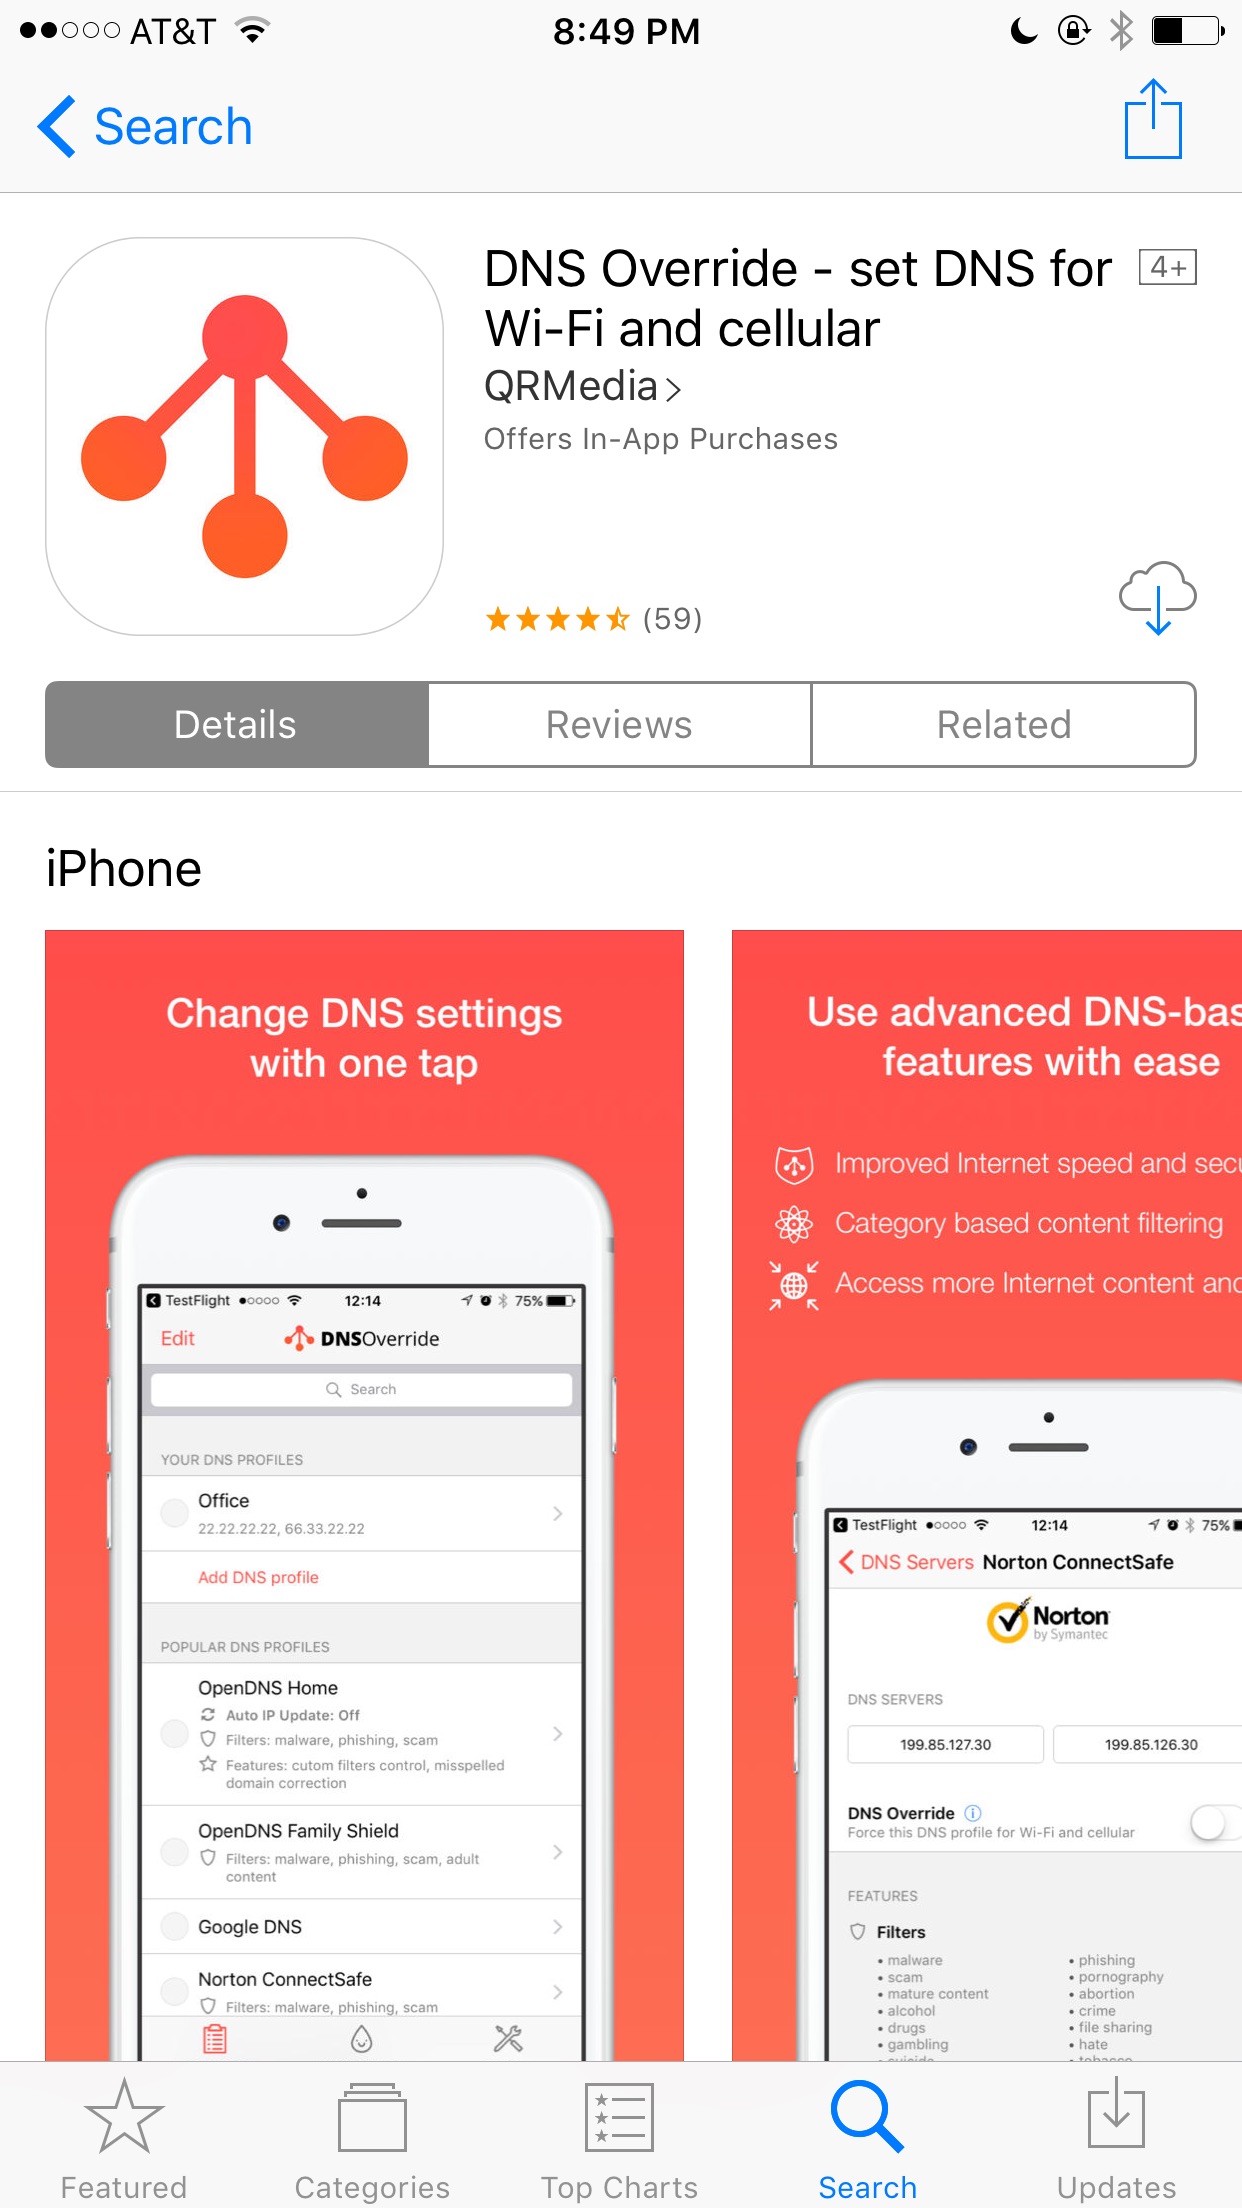 AT&T 8:49 PM
Search
DNS Override - set DNS for
Wi-Fi and cellular
4+
QRMedia
Offers In-App Purchases
(59)
Details Reviews Related
iPhone
Change DNS settings
with one tap
TestFlight 12:14 75%
Edit DNSOverride
Search
YOUR DNS PROFILES
Office
22.22.22.22, 66.33.22.22
Add DNS profile
POPULAR DNS PROFILES
OpenDNS Home
Auto IP Update: Off
Filters: malware, phishing, scam
Features: cutom filters control, misspelled
domain correction
OpenDNS Family Shield
Filters: malware, phishing, scam, adult
content
Google DNS
Norton ConnectSafe
Filters: malware, phishing, scam
Use advanced DNS-bas
features with ease
Improved Internet speed and secu
Category based content filtering
Access more Internet content and
TestFlight 12:14 75%
DNS Servers Norton ConnectSafe
Norton
by Symantec
DNS SERVERS
199.85.127.30 199.85.126.30
DNS Override
Force this DNS profile for Wi-Fi and cellular
FEATURES
Filters
• malware • phishing
• scam • pornography
• mature content • abortion
• alcohol • crime
• drugs • file sharing
• gambling • hate
• suicide • tobacco
Featured Categories Top Charts Search Updates